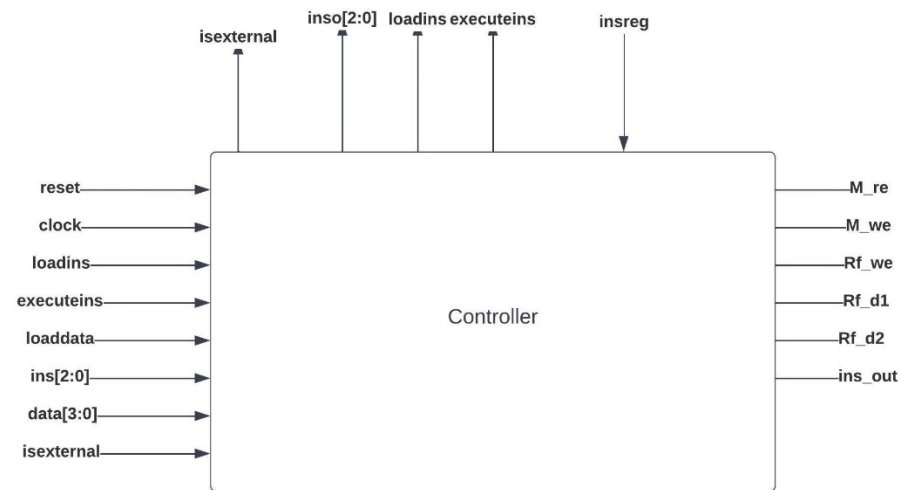 isexternal
inso[2:0]
loadins
executeins
insreg
reset
clock
loadins
executeins
loaddata
ins[2:0]
data[3:0]
isexternal
Controller
M_re
M_we
Rf_we
Rf_d1
Rf_d2
ins_out